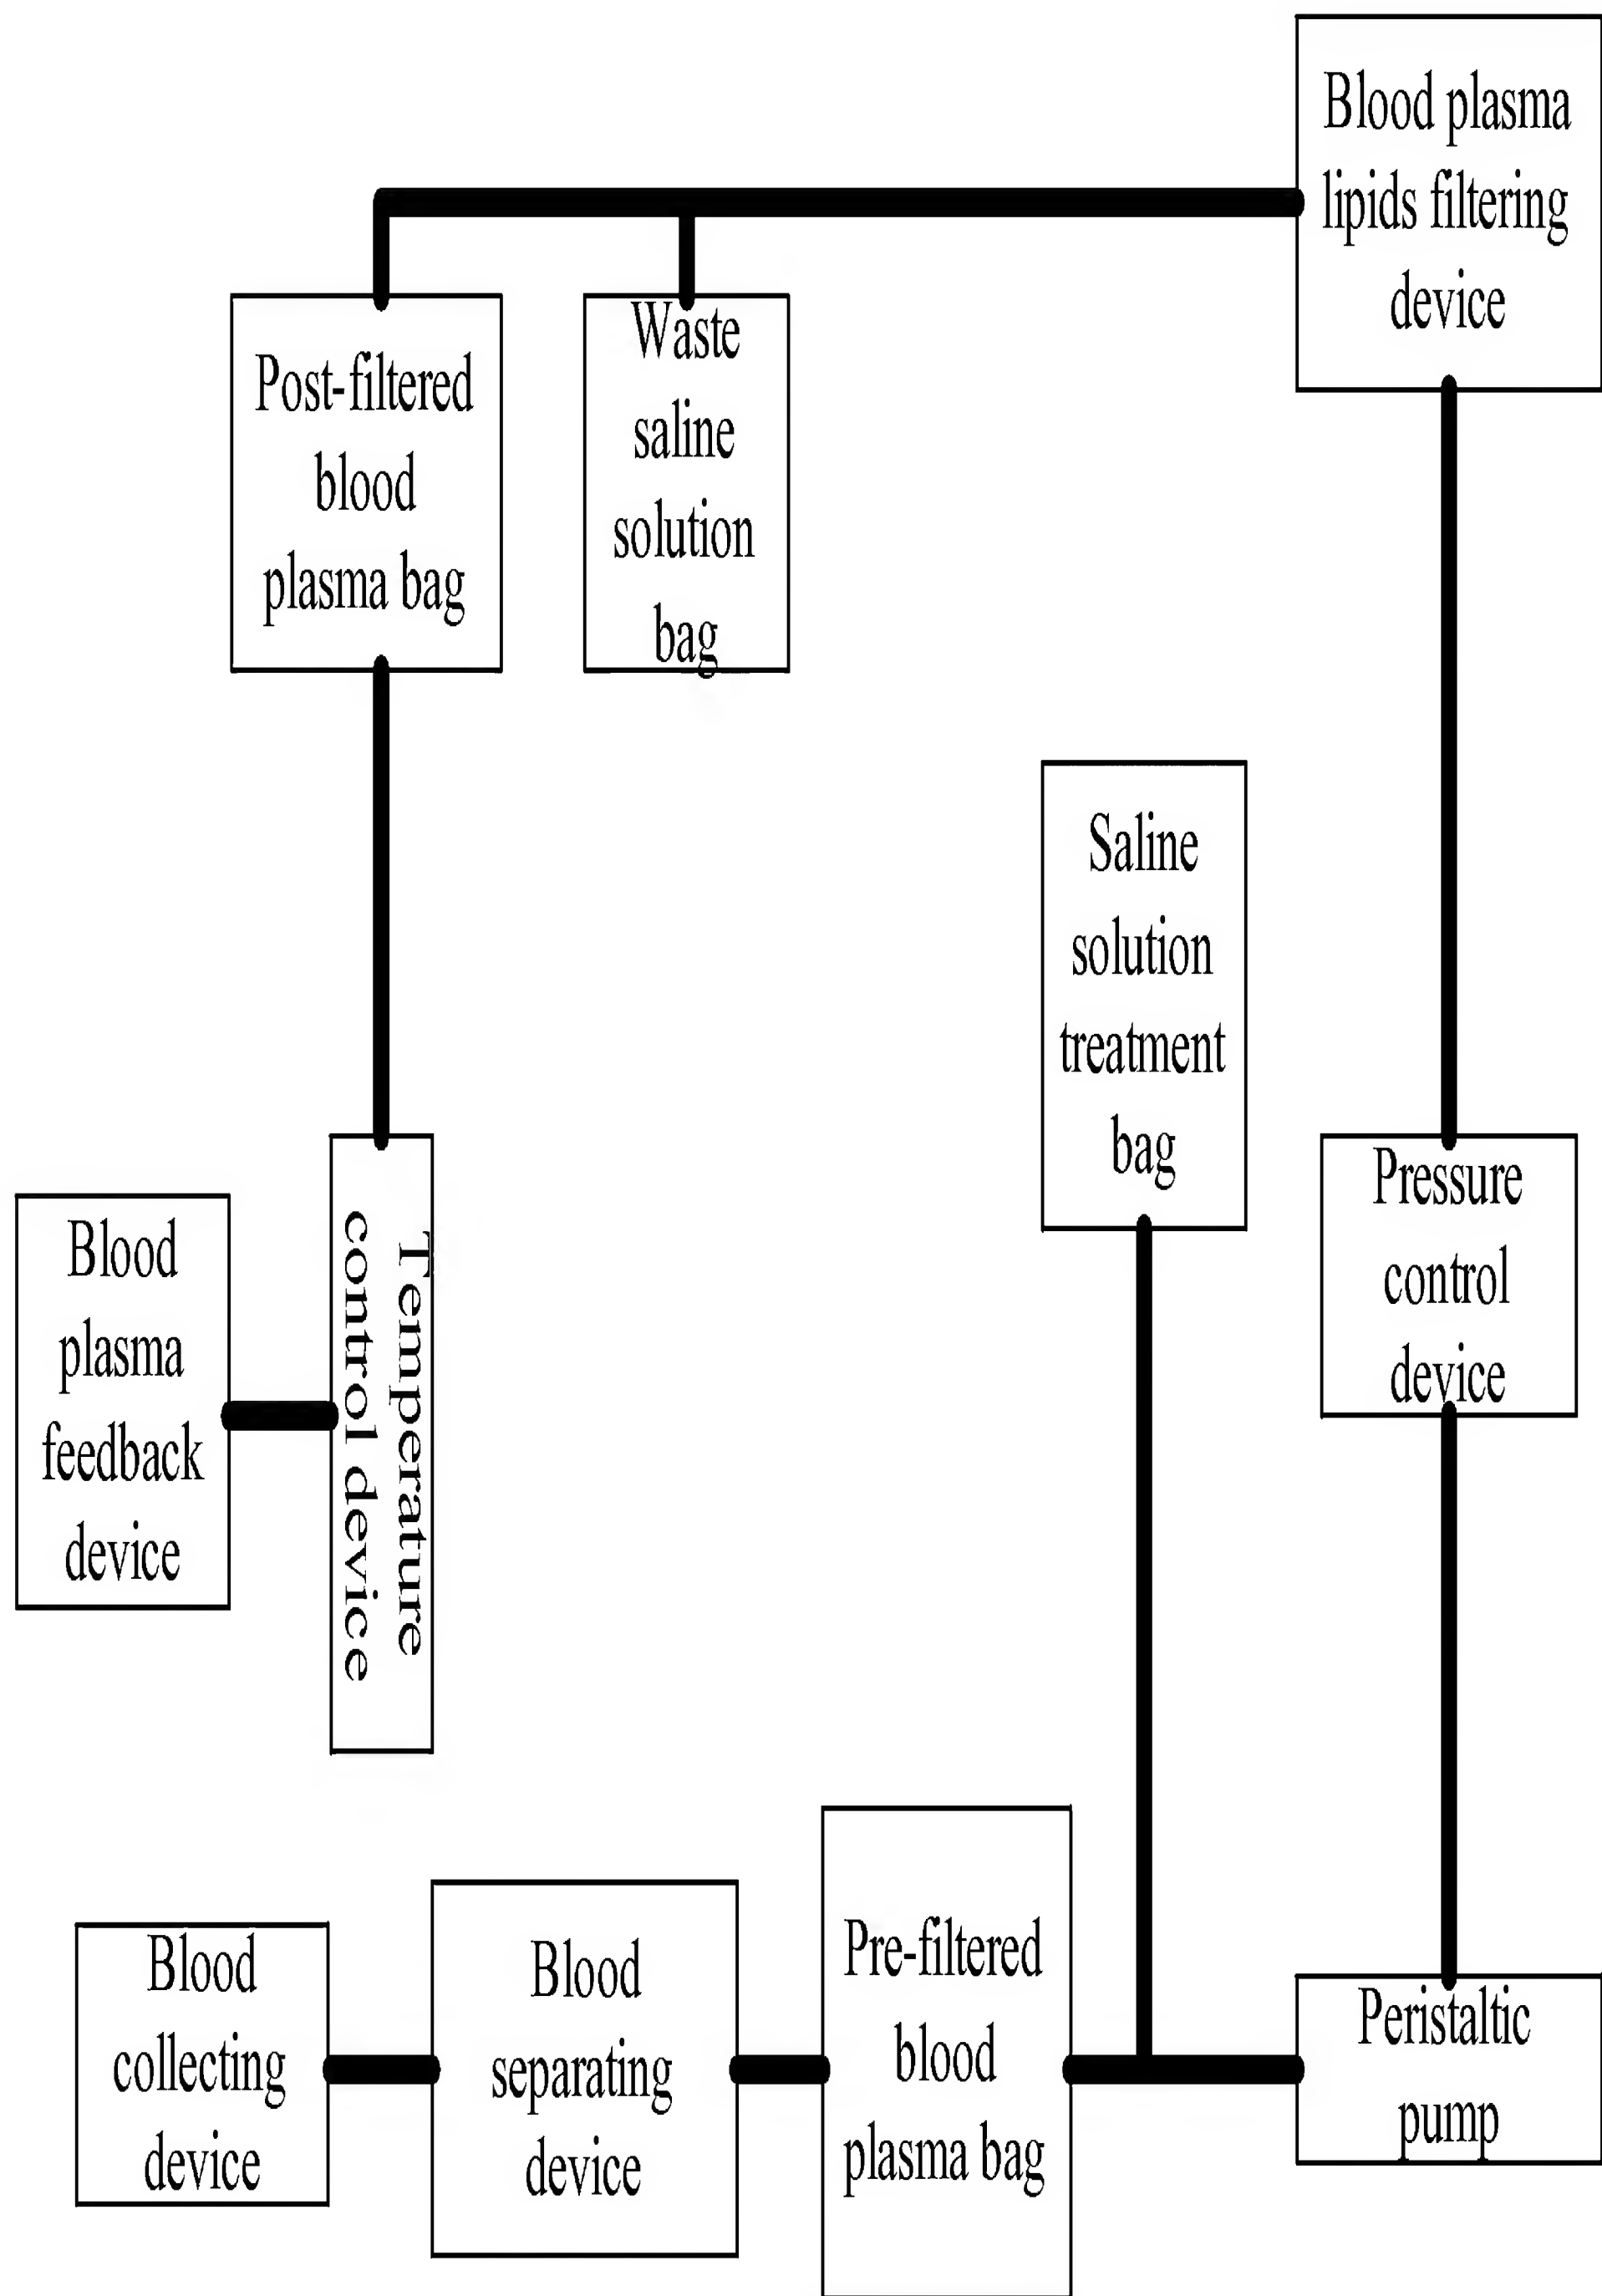 Blood plasma
lipids filtering
device
Post-filtered
blood
plasma bag
Waste
saline
solution
bag
Saline
solution
treatment
bag
Pressure
control
device
Blood
plasma
feedback
device
Temperature
control device
Blood
collecting
device
Blood
separating
device
Pre-filtered
blood
plasma bag
Peristaltic
pump